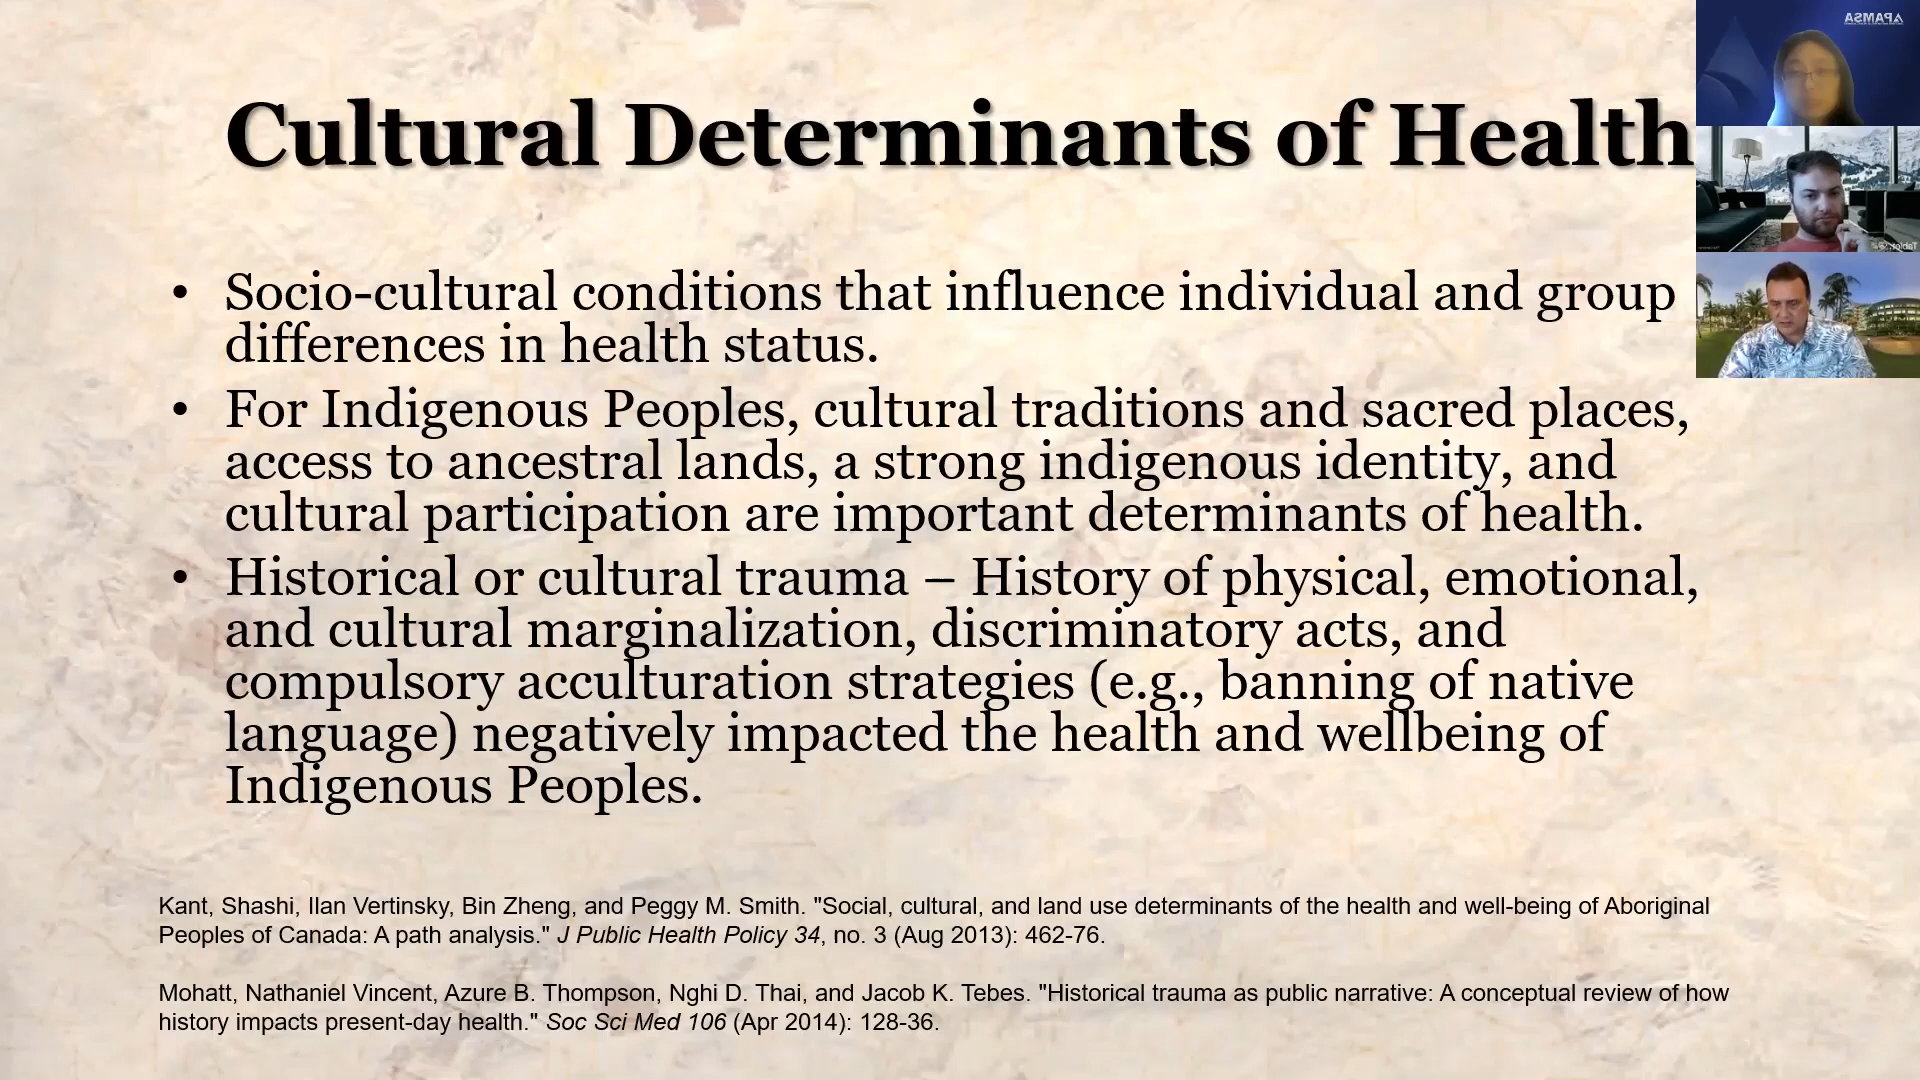 Cultural Determinants of Health
APAMSA
• Socio-cultural conditions that influence individual and group
differences in health status.
• For Indigenous Peoples, cultural traditions and sacred places,
access to ancestral lands, a strong indigenous identity, and
cultural participation are important determinants of health.
• Historical or cultural trauma – History of physical, emotional,
and cultural marginalization, discriminatory acts, and
compulsory acculturation strategies (e.g., banning of native
language) negatively impacted the health and wellbeing of
Indigenous Peoples.
Kant, Shashi, Ilan Vertinsky, Bin Zheng, and Peggy M. Smith. "Social, cultural, and land use determinants of the health and well-being of Aboriginal
Peoples of Canada: A path analysis." J Public Health Policy 34, no. 3 (Aug 2013): 462-76.
Mohatt, Nathaniel Vincent, Azure B. Thompson, Nghi D. Thai, and Jacob K. Tebes. "Historical trauma as public narrative: A conceptual review of how
history impacts present-day health." Soc Sci Med 106 (Apr 2014): 128-36.